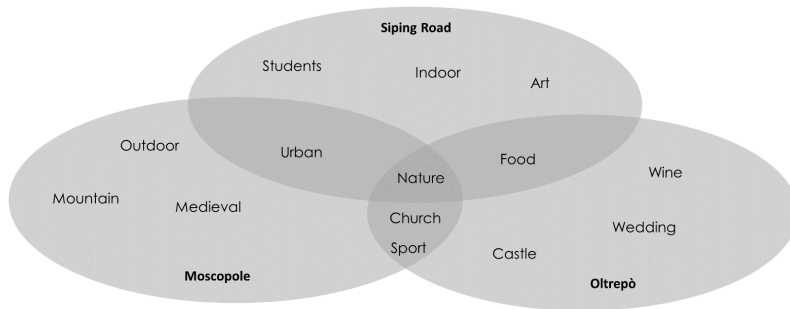 Siping Road
Students
Indoor
Art
Outdoor
Urban
Food
Nature
Wine
Mountain
Medieval
Church
Wedding
Sport
Castle
Moscopole
Oltrepò